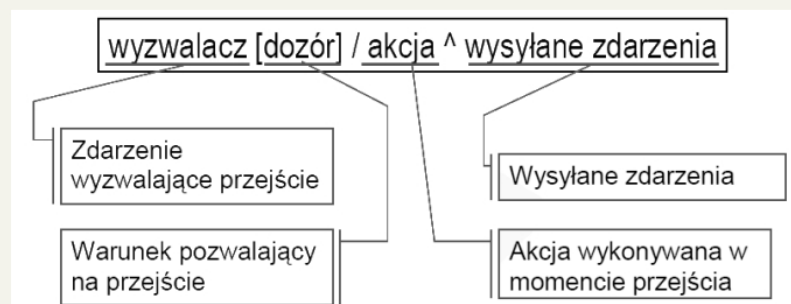 wyzwalacz [dozór] / akcja ^ wysyłane zdarzenia
Zdarzenie
wyzwalające przejście
Wysyłane zdarzenia
Warunek pozwalający
na przejście
Akcja wykonywana w
momencie przejścia